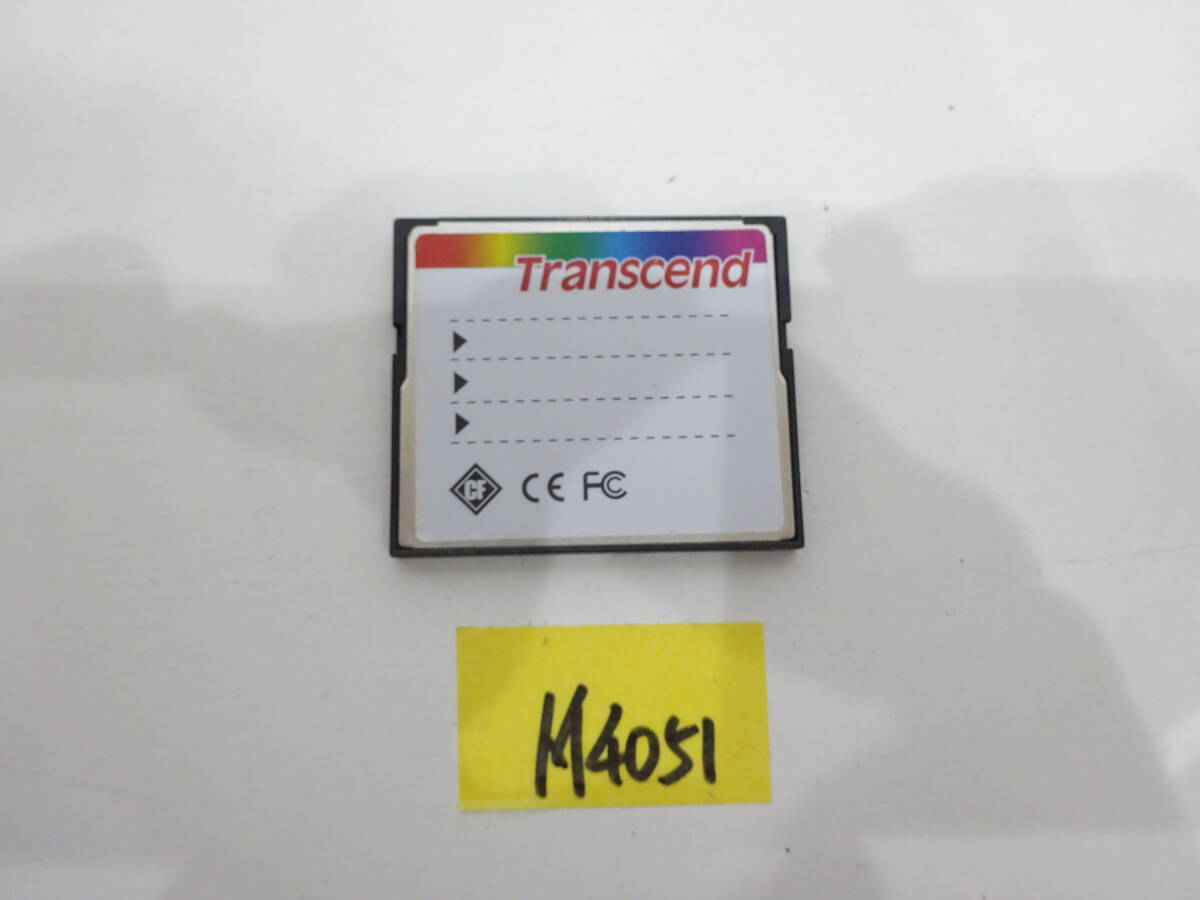 Transcend
CF CE FC
M4051